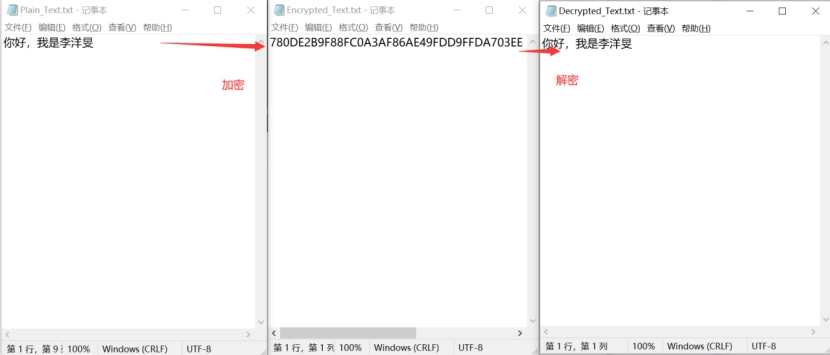 Plain_Text.txt - 记事本
文件(F) 编辑(E) 格式(O) 查看(V) 帮助(H)
你好，我是李洋旻
加密
第 1 行，第 9 列 100% Windows (CRLF) UTF-8
Encrypted_Text.txt - 记事本
文件(F) 编辑(E) 格式(O) 查看(V) 帮助(H)
780DE2B9F88FC0A3AF86AE49FDD9FFDA703EE
第 1 行，第 1 列 100% Windows (CRLF) UTF-8
Decrypted_Text.txt - 记事本
文件(F) 编辑(E) 格式(O) 查看(V) 帮助(H)
你好，我是李洋旻
解密
第 1 行，第 1 列 100% Windows (CRLF) UTF-8